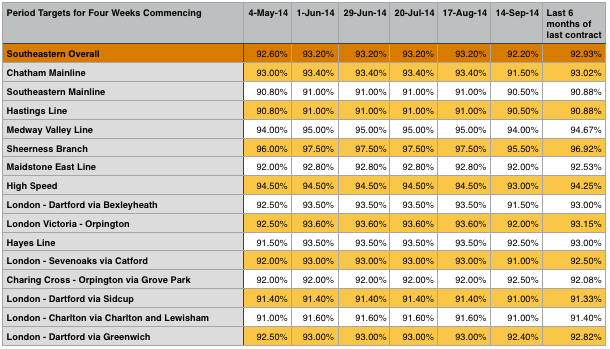 Period Targets for Four Weeks Commencing 4-May-14 1-Jun-14 29-Jun-14 20-Jul-14 17-Aug-14 14-Sep-14 Last 6
months of
last contract
Southeastern Overall 92.60% 93.20% 93.20% 93.20% 93.20% 92.20% 92.93%
Chatham Mainline 93.00% 93.40% 93.40% 93.40% 93.40% 91.50% 93.02%
Southeastern Mainline 90.80% 91.00% 91.00% 91.00% 91.00% 90.50% 90.88%
Hastings Line 90.80% 91.00% 91.00% 91.00% 91.00% 90.50% 90.88%
Medway Valley Line 94.00% 95.00% 95.00% 95.00% 95.00% 94.00% 94.67%
Sheerness Branch 96.00% 97.50% 97.50% 97.50% 97.50% 95.50% 96.92%
Maidstone East Line 92.00% 92.80% 92.80% 92.80% 92.80% 92.00% 92.53%
High Speed 94.50% 94.50% 94.50% 94.50% 94.50% 93.00% 94.25%
London - Dartford via Bexleyheath 92.50% 93.50% 93.50% 93.50% 93.50% 91.50% 93.00%
London Victoria - Orpington 92.50% 93.60% 93.60% 93.60% 93.60% 92.00% 93.15%
Hayes Line 91.50% 93.50% 93.50% 93.50% 93.50% 92.50% 93.00%
London - Sevenoaks via Catford 92.00% 93.00% 93.00% 93.00% 93.00% 91.00% 92.50%
Charing Cross - Orpington via Grove Park 92.00% 92.00% 92.00% 92.00% 92.00% 92.50% 92.08%
London - Dartford via Sidcup 91.40% 91.40% 91.40% 91.40% 91.40% 91.00% 91.33%
London - Charlton via Charlton and Lewisham 91.00% 91.60% 91.60% 91.60% 91.60% 91.00% 91.40%
London - Dartford via Greenwich 92.50% 93.00% 93.00% 93.00% 93.00% 92.40% 92.82%